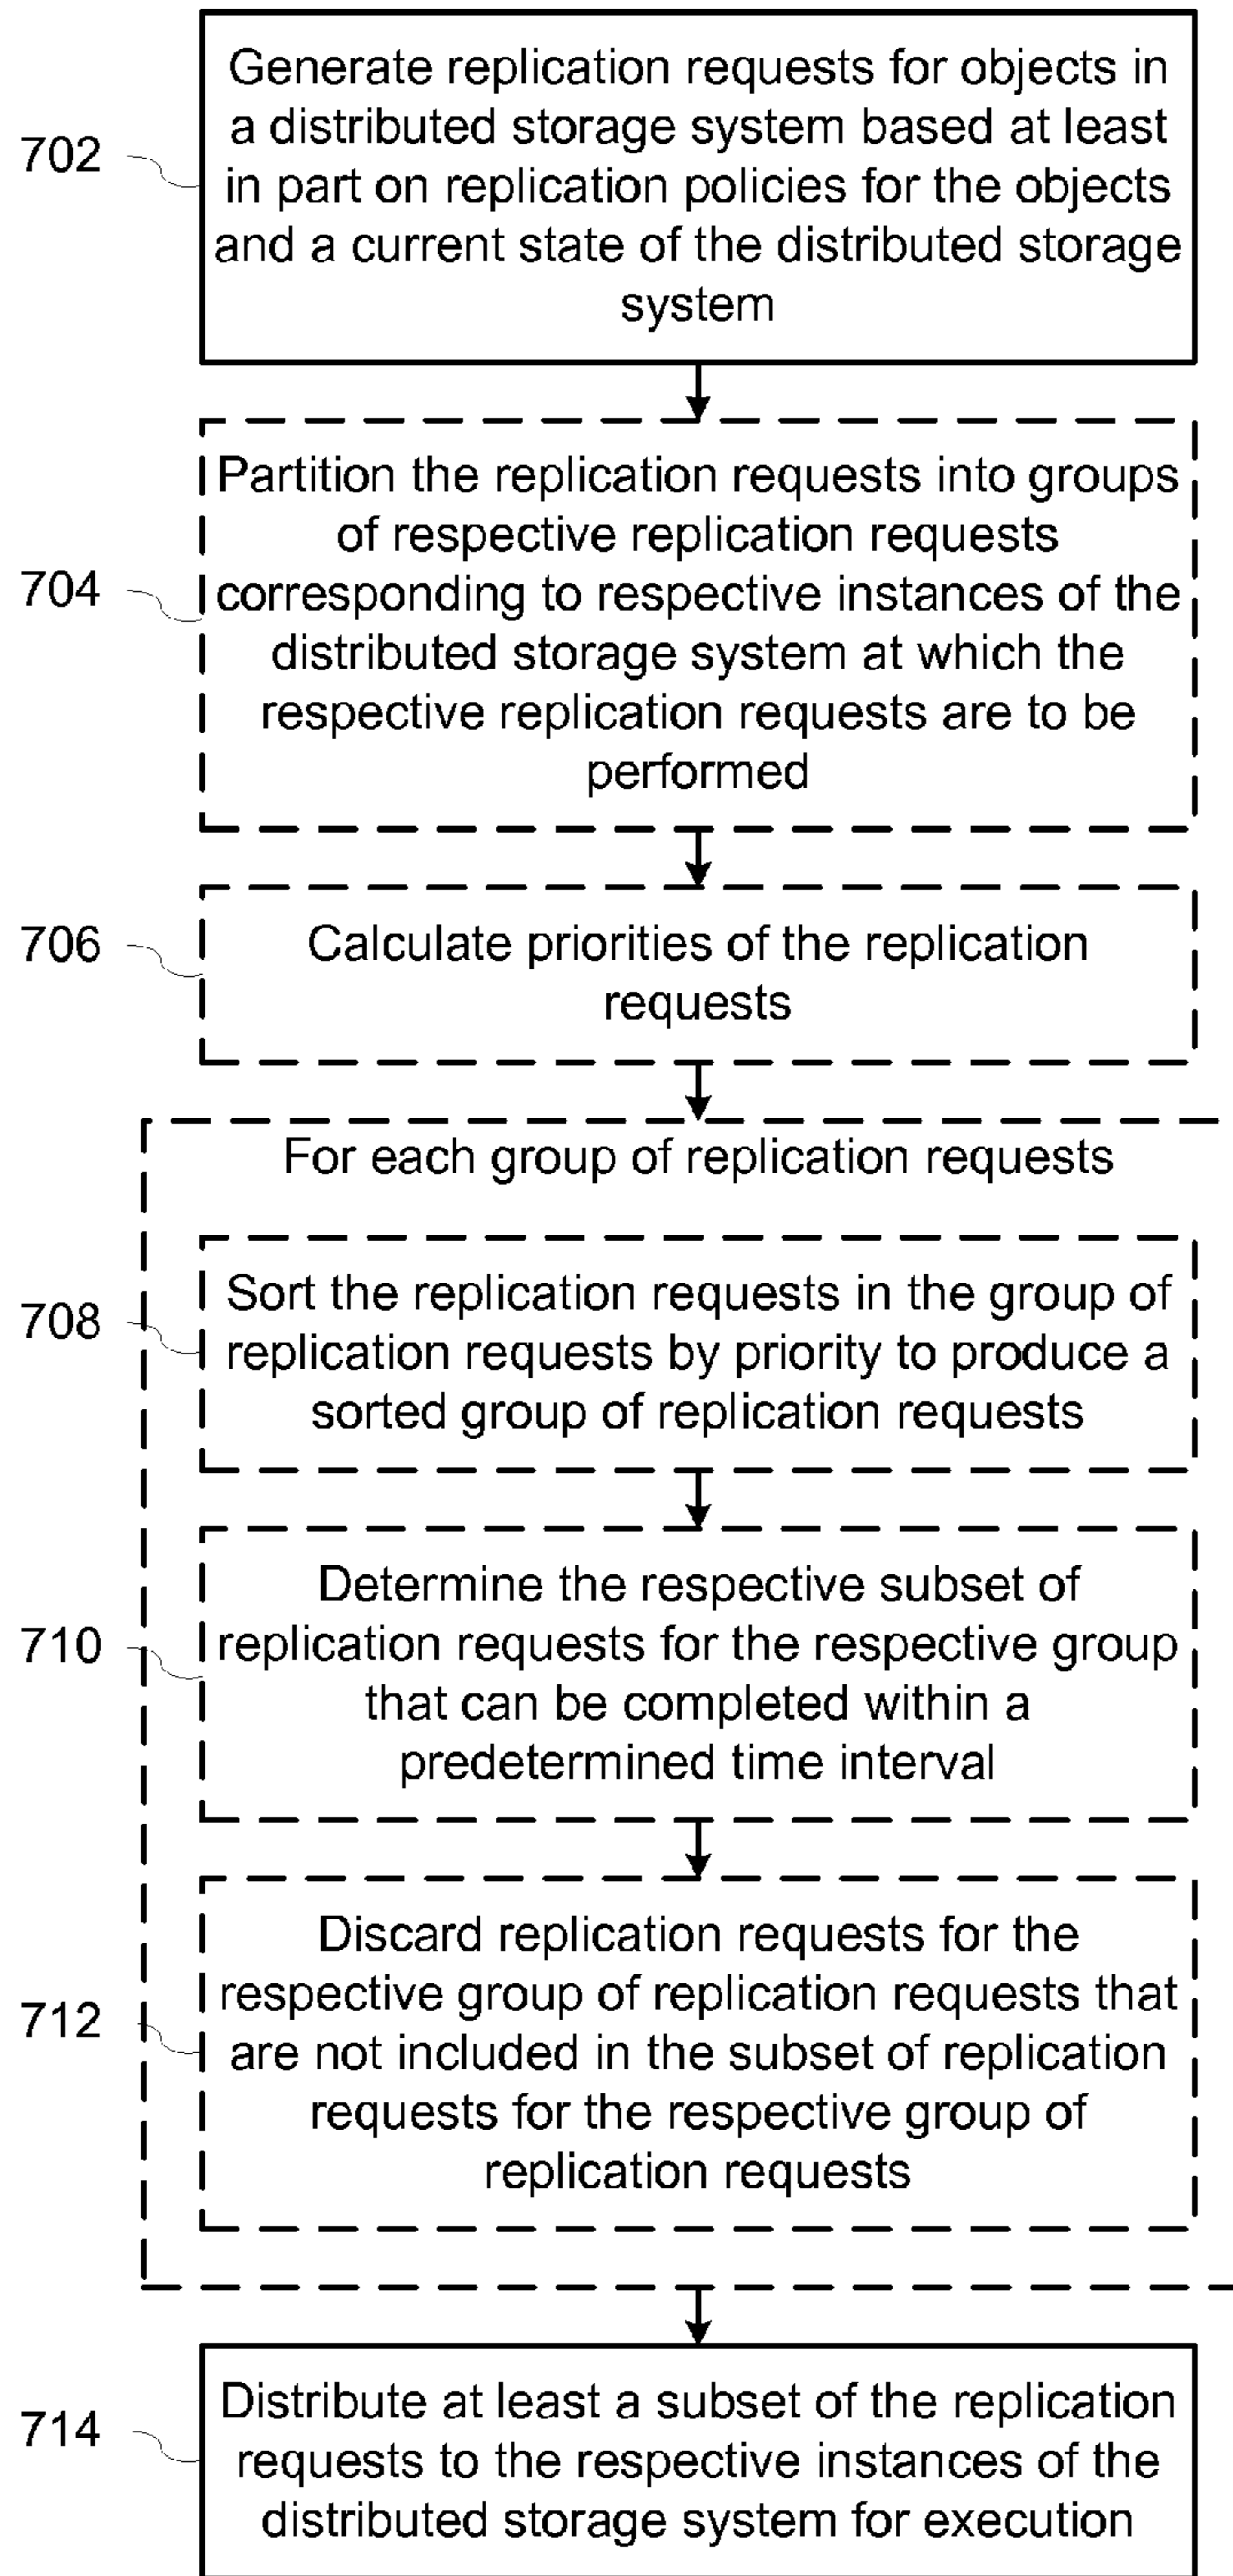 Generate replication requests for objects in
a distributed storage system based at least
702
in part on replication policies for the objects
and a current state of the distributed storage
system
Partition the replication requests into groups
of respective replication requests
704
corresponding to respective instances of the
distributed storage system at which the
respective replication requests are to be
performed
706
Calculate priorities of the replication
requests
For each group of replication requests
708
Sort the replication requests in the group of
replication requests by priority to produce a
sorted group of replication requests
Determine the respective subset of
710
replication requests for the respective group
that can be completed within a
predetermined time interval
Discard replication requests for the
respective group of replication requests that
712
are not included in the subset of replication
requests for the respective group of
replication requests
714
Distribute at least a subset of the replication
requests to the respective instances of the
distributed storage system for execution